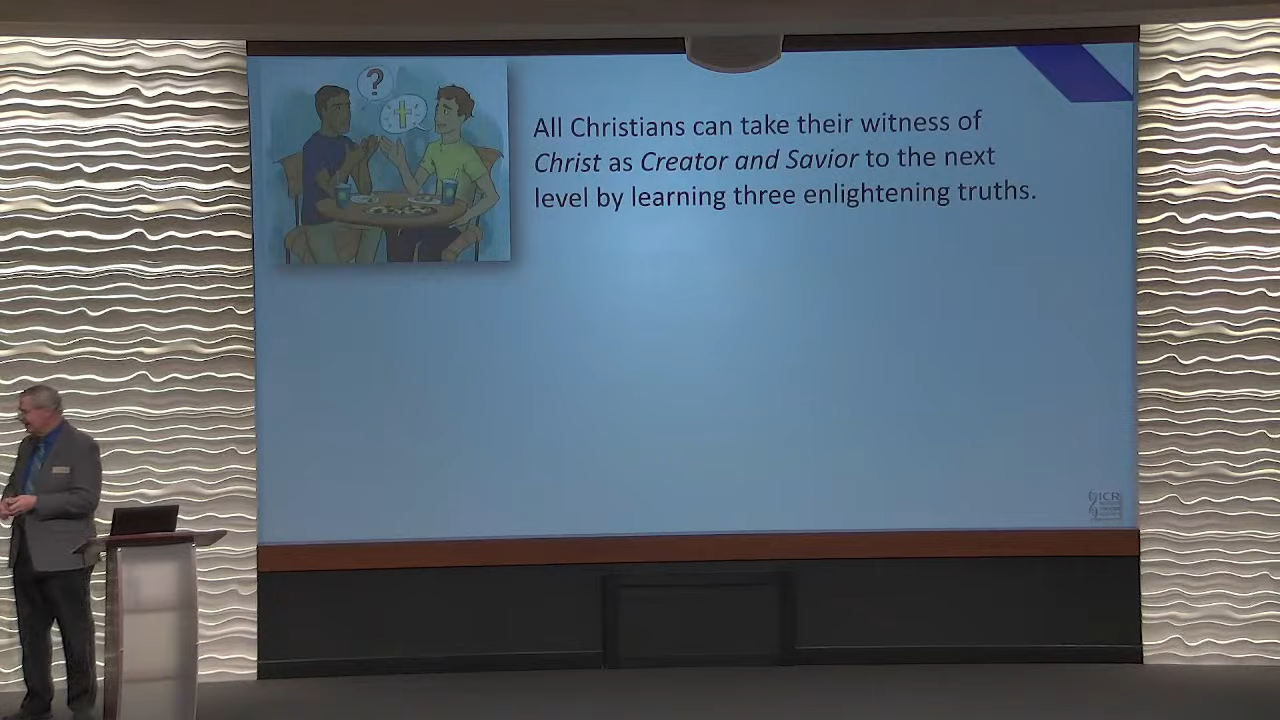 ?
All Christians can take their witness of
Christ as Creator and Savior to the next
level by learning three enlightening truths.
ICR